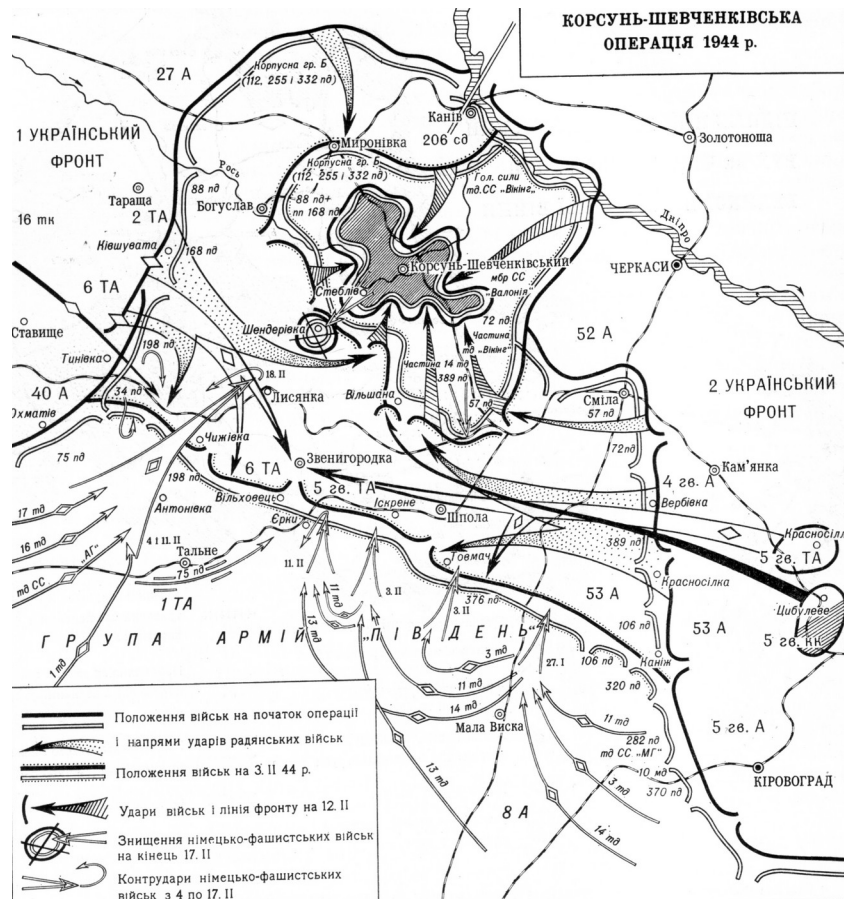 КОРСУНЬ-ШЕВЧЕНКІВСЬКА
ОПЕРАЦІЯ 1944 р.
27 А
Корпусна гр. Б
(112, 255 і 332 пд)
Канів
206 сд
Золотоноша
1 УКРАЇНСЬКИЙ
ФРОНТ
Миронівка
Рось
Корпусна гр. Б
(112, 255 і 332 пд)
Гол. сили
тд. СС „Вікінг"
Тараща
88 пд
Богуслав
88 пд+
пп 168 пд
Дніпро
2 ТА
16 тк
Ківшувата
168 пд
Корсунь-Шевченківський
мбр СС
„Валонія"
ЧЕРКАСИ
6 ТА
Стеблів
Шендерівка
72 пд
Частина
тд „Вікінг"
52 А
Ставище
198 пд
Тинівка
18. II
Частина 14 тд
389 пд
2 УКРАЇНСЬКИЙ
ФРОНТ
40 А
34 пд
Лисянка
Вільшана
57 пд
Сміла
57 пд
Охматів
Чижівка
72пд
75 пд
6 ТА
Звенигородка
4 гв. А
Кам'янка
198 пд
5 гв. ТА
Вільховець
Іскрене
Шпола
Вербівка
17 тд
Антонівка
Єрки
Красносілл
16 тд
4 і 11. II
389 пд
5 гв. ТА
тд СС „АГ"
Тальне
75 пд
11. II
Товмач
Красносілка
1 ТА
11 тд
3. II
376 пд
3. II
53 А
Цибулеве
ГРУПА АРМІЙ „ПІВДЕНЬ"
13 тд
106 пд
53 А
5 гв. кк
3 тд
27. I
106 пд
Каніж
1 тд
11 тд
320 пд
14 тд
Мала Виска
11 тд
5 гв. А
282 пд
тд СС „МГ"
13 тд
10 мд
370 пд
КІРОВОГРАД
3 тд
8 А
14 тд
Положення військ на початок операції
і напрями ударів радянських військ
Положення військ на 3. II 44 р.
Удари військ і лінія фронту на 12. II
Знищення німецько-фашистських військ
на кінець 17. II
Контрудари німецько-фашистських
військ з 4 по 17. II